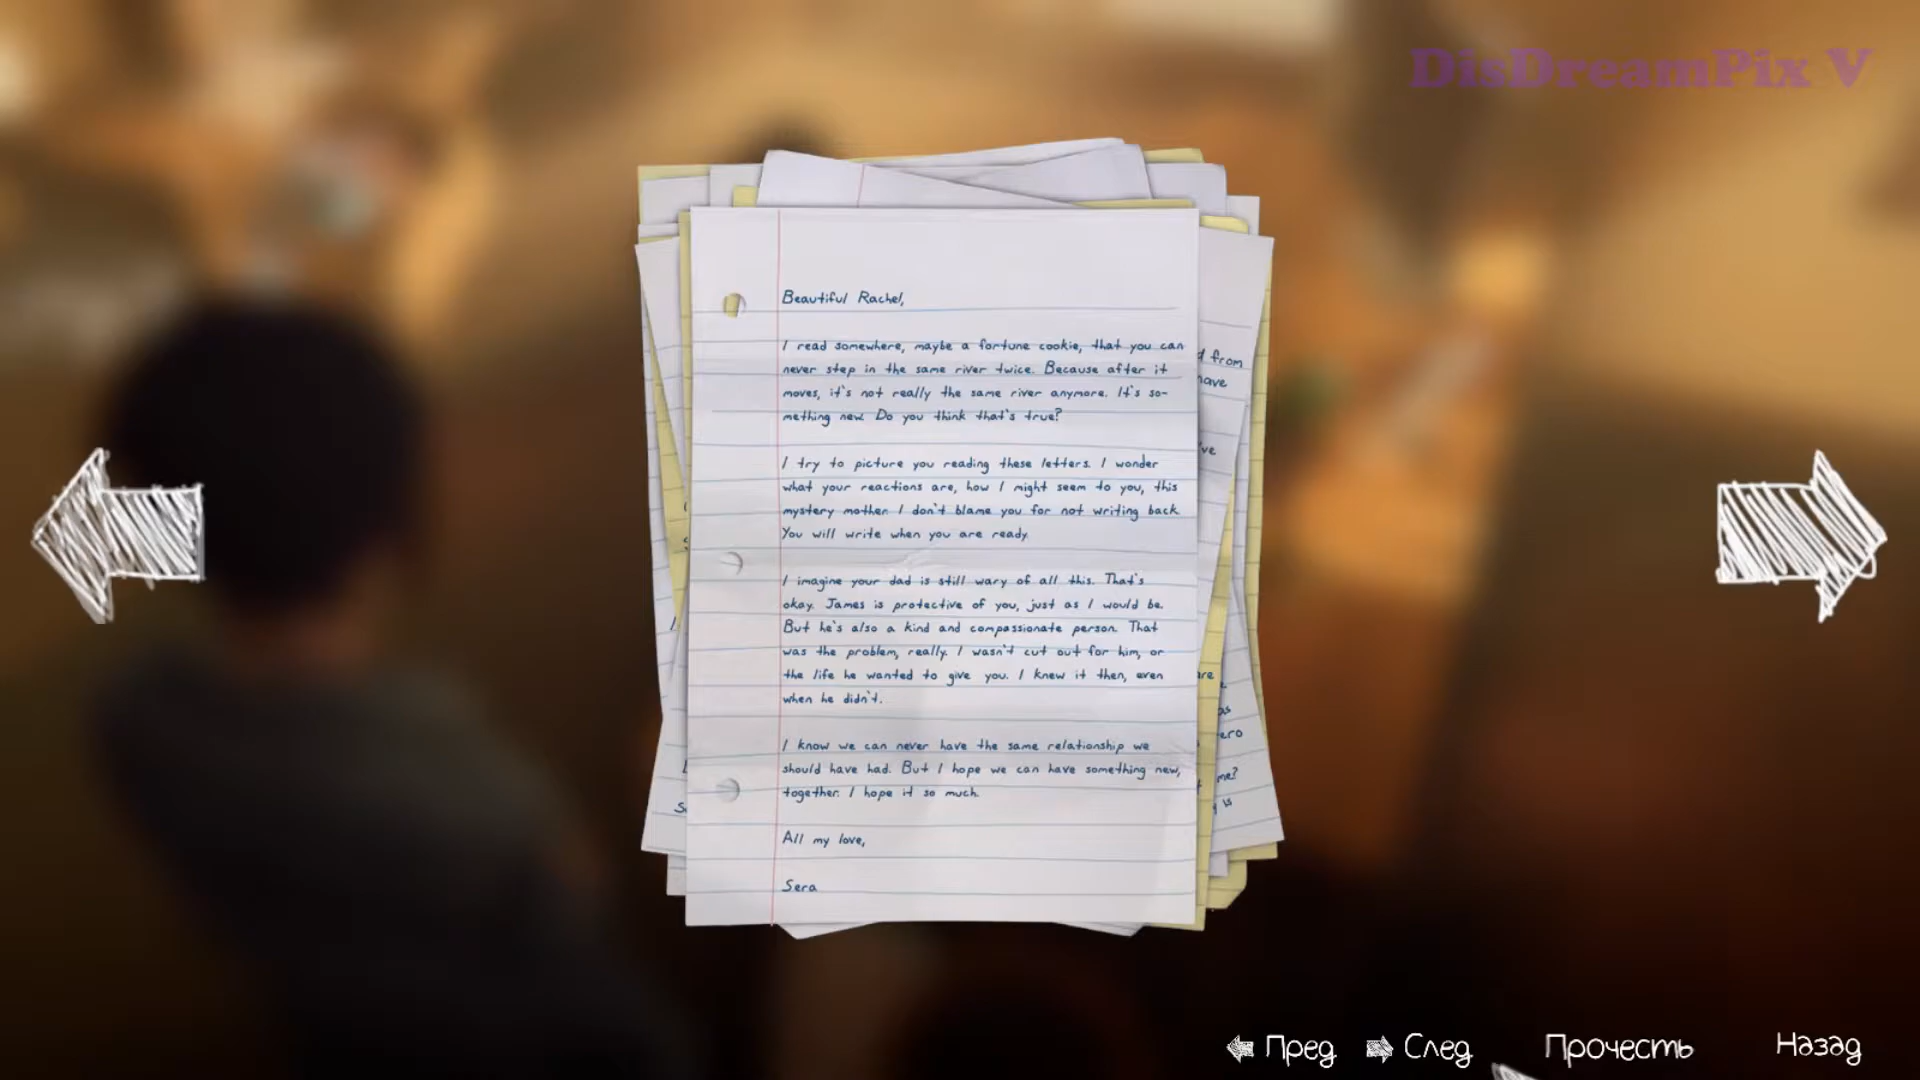 DisDreamPix V
Beautiful Rachel,
I read somewhere, maybe a fortune cookie, that you can
never step in the same river twice. Because after it
moves, it's not really the same river anymore. It's so-
mething new. Do you think that's true?
I try to picture you reading these letters. I wonder
what your reactions are, how I might seem to you, this
mystery mother. I don't blame you for not writing back.
You will write when you are ready.
I imagine your dad is still wary of all this. That's
okay. James is protective of you, just as I would be.
But he's also a kind and compassionate person. That
was the problem, really. I wasn't cut out for him, or
the life he wanted to give you. I knew it then, even
when he didn't.
I know we can never have the same relationship we
should have had. But I hope we can have something new,
together. I hope it so much.
All my love,
Sera
from
have
've
are
as
ero
me?
is
Пред
След
Прочесть
Назад